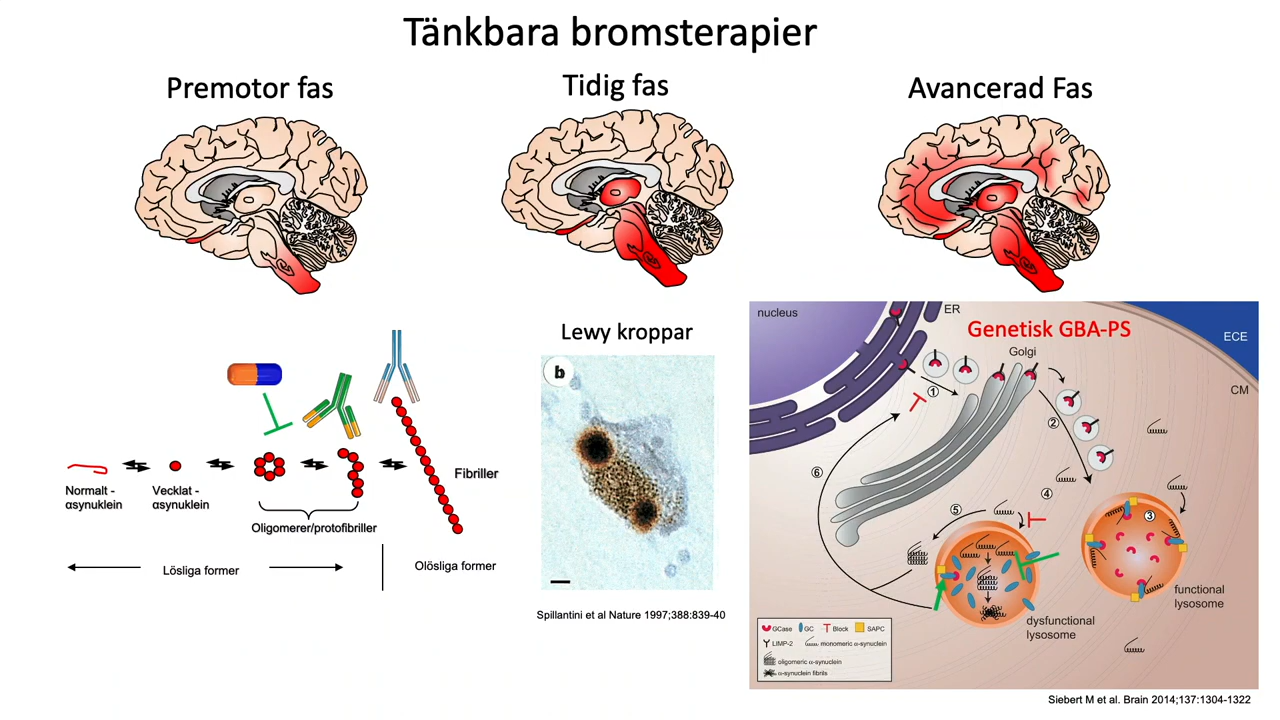 Tänkbara bromsterapier
Premotor fas
Tidig fas
Avancerad Fas
Normalt -
αsynuklein
Vecklat -
αsynuklein
Oligomerer/protofibriller
Fibriller
Lösliga former
Olösliga former
Lewy kroppar
b
Spillantini et al Nature 1997;388:839-40
nucleus
ER
Genetisk GBA-PS
ECE
Golgi
CM
1
2
3
4
5
6
functional
lysosome
dysfunctional
lysosome
GCase
GC
Block
SAPC
LIMP-2
monomeric α-synuclein
oligomeric α-synuclein
α-synuclein fibrils
Siebert M et al. Brain 2014;137:1304-1322